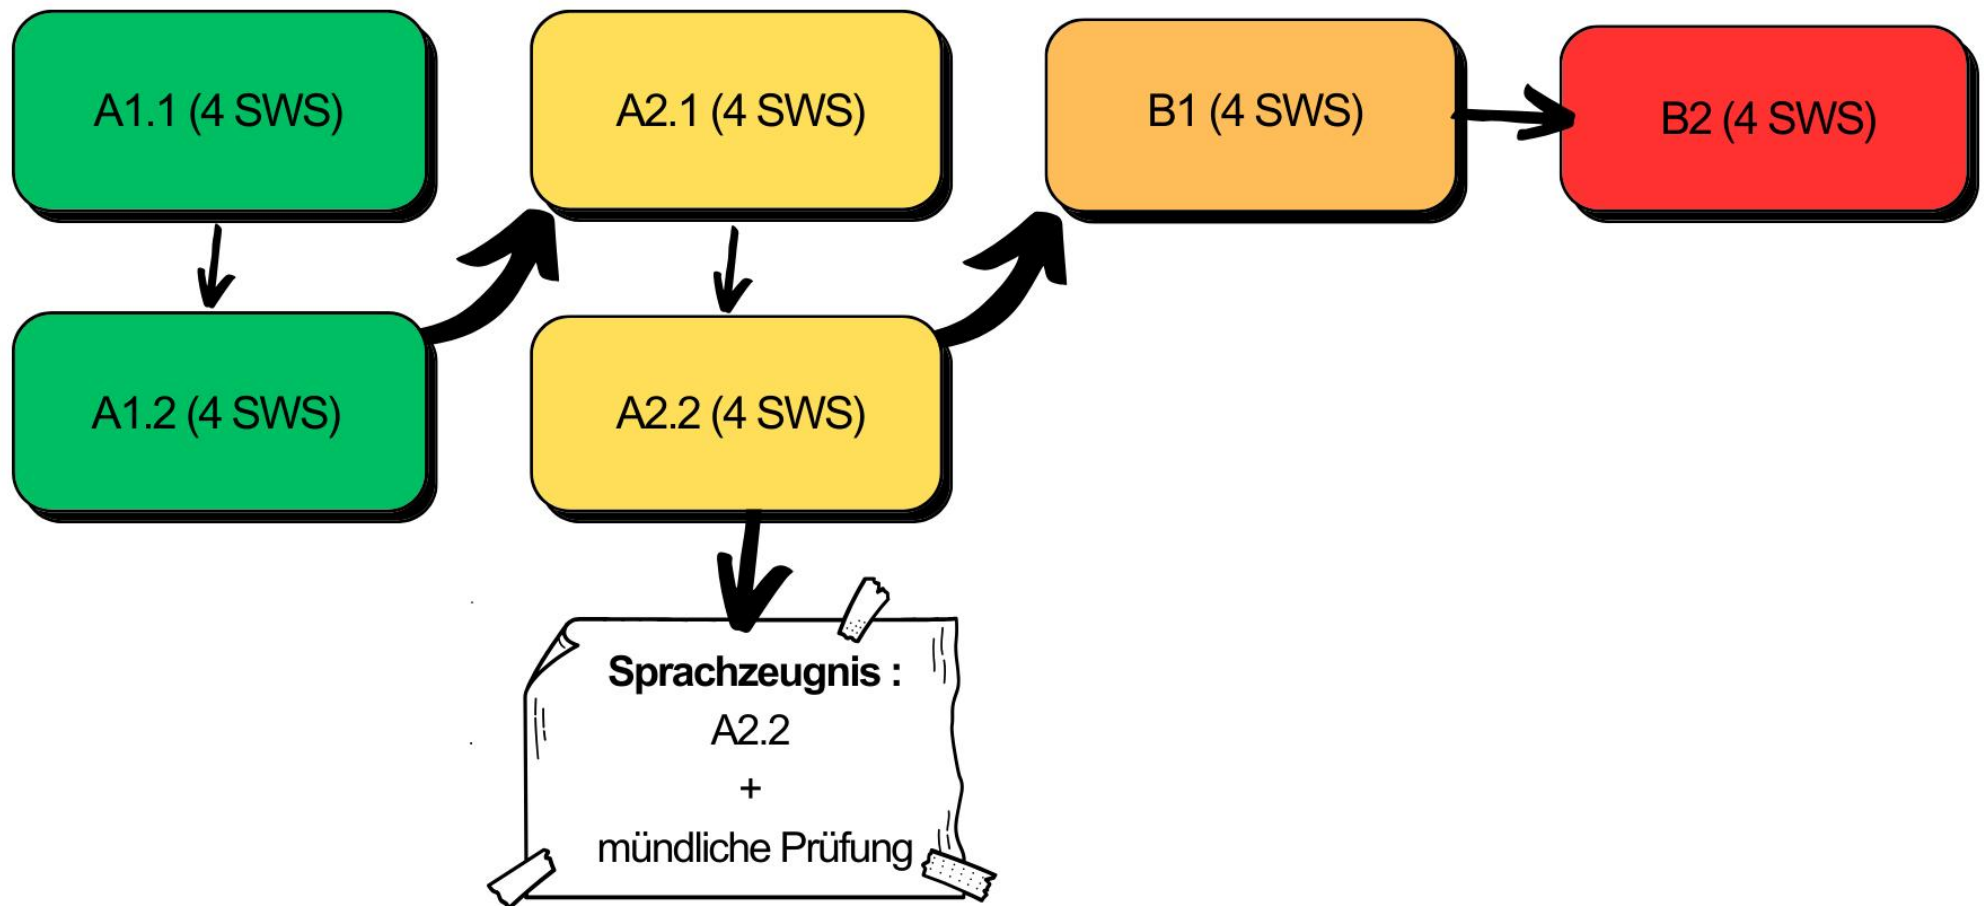 A1.1 (4 SWS)
A2.1 (4 SWS)
B1 (4 SWS)
B2 (4 SWS)
A1.2 (4 SWS)
A2.2 (4 SWS)
Sprachzeugnis :
A2.2
+
mündliche Prüfung